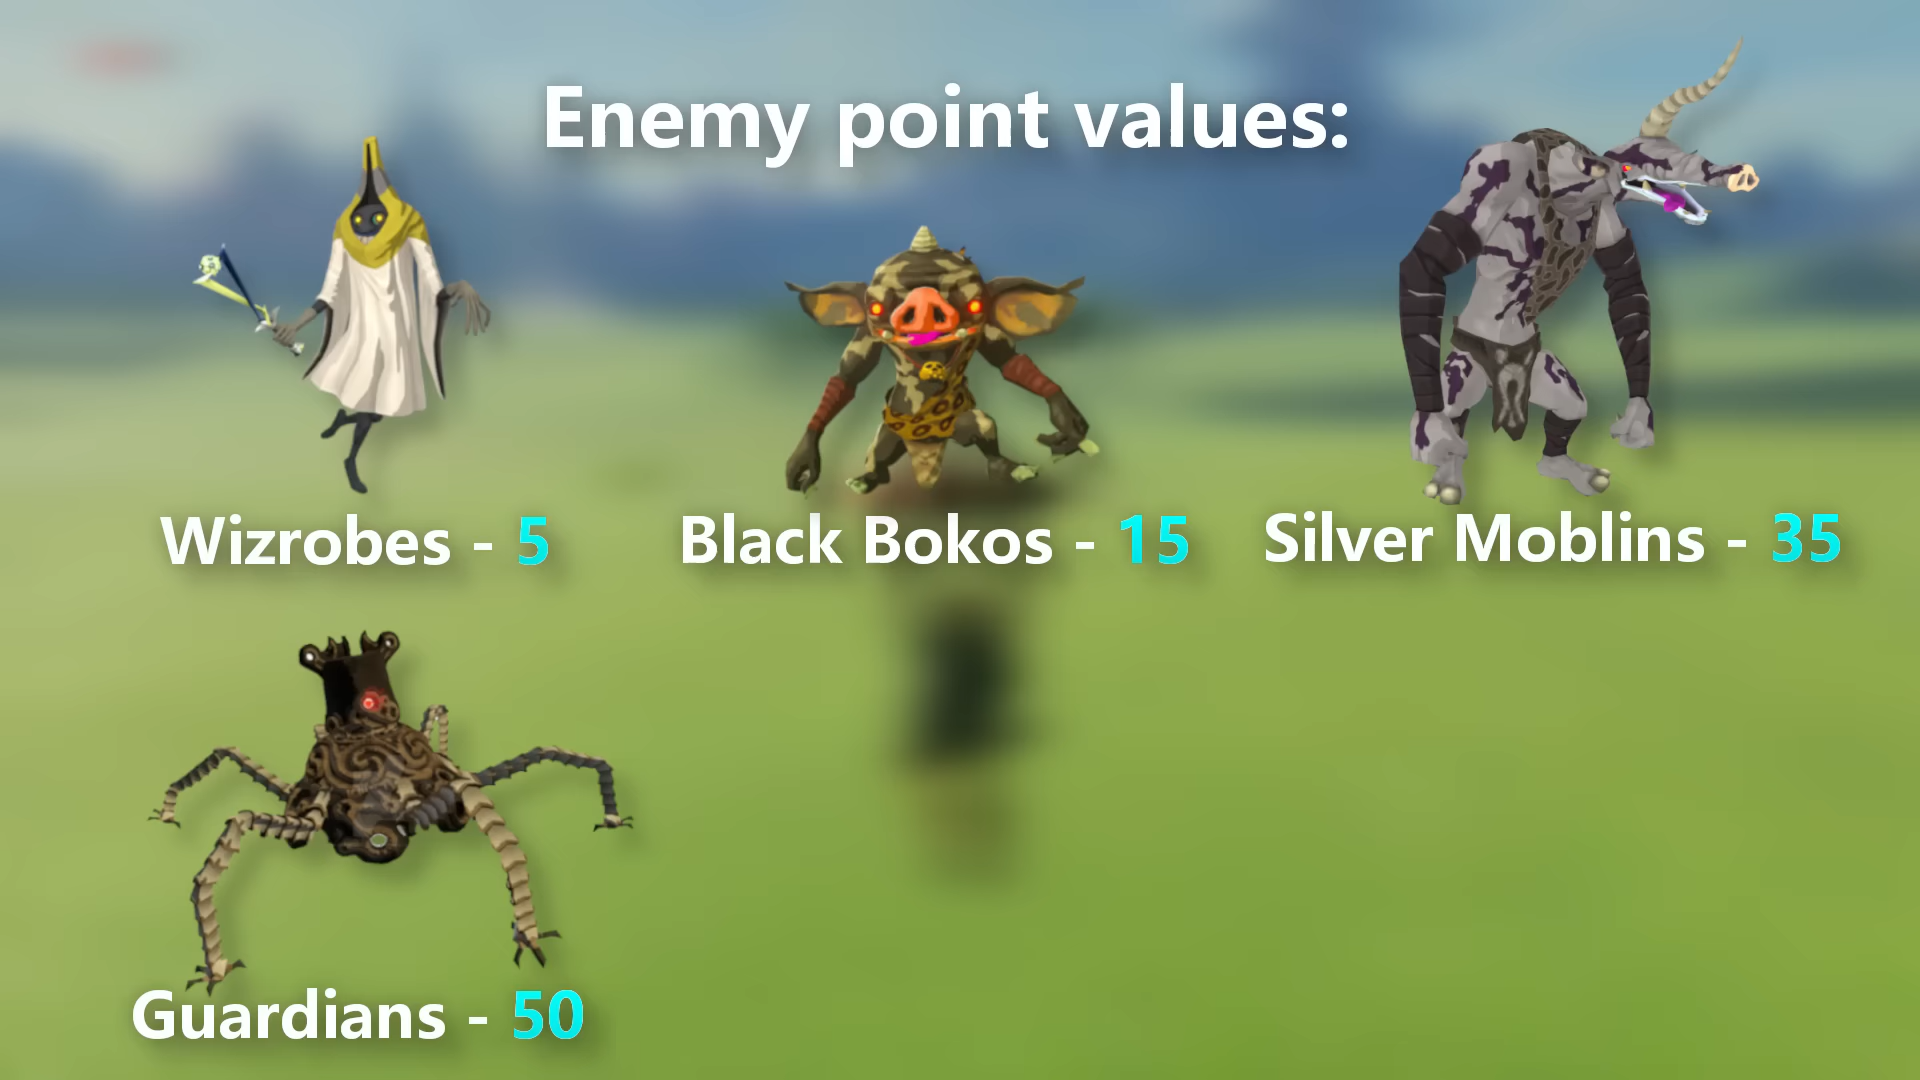 Enemy point values:
Wizrobes - 5
Black Bokos - 15
Silver Moblins - 35
Guardians - 50